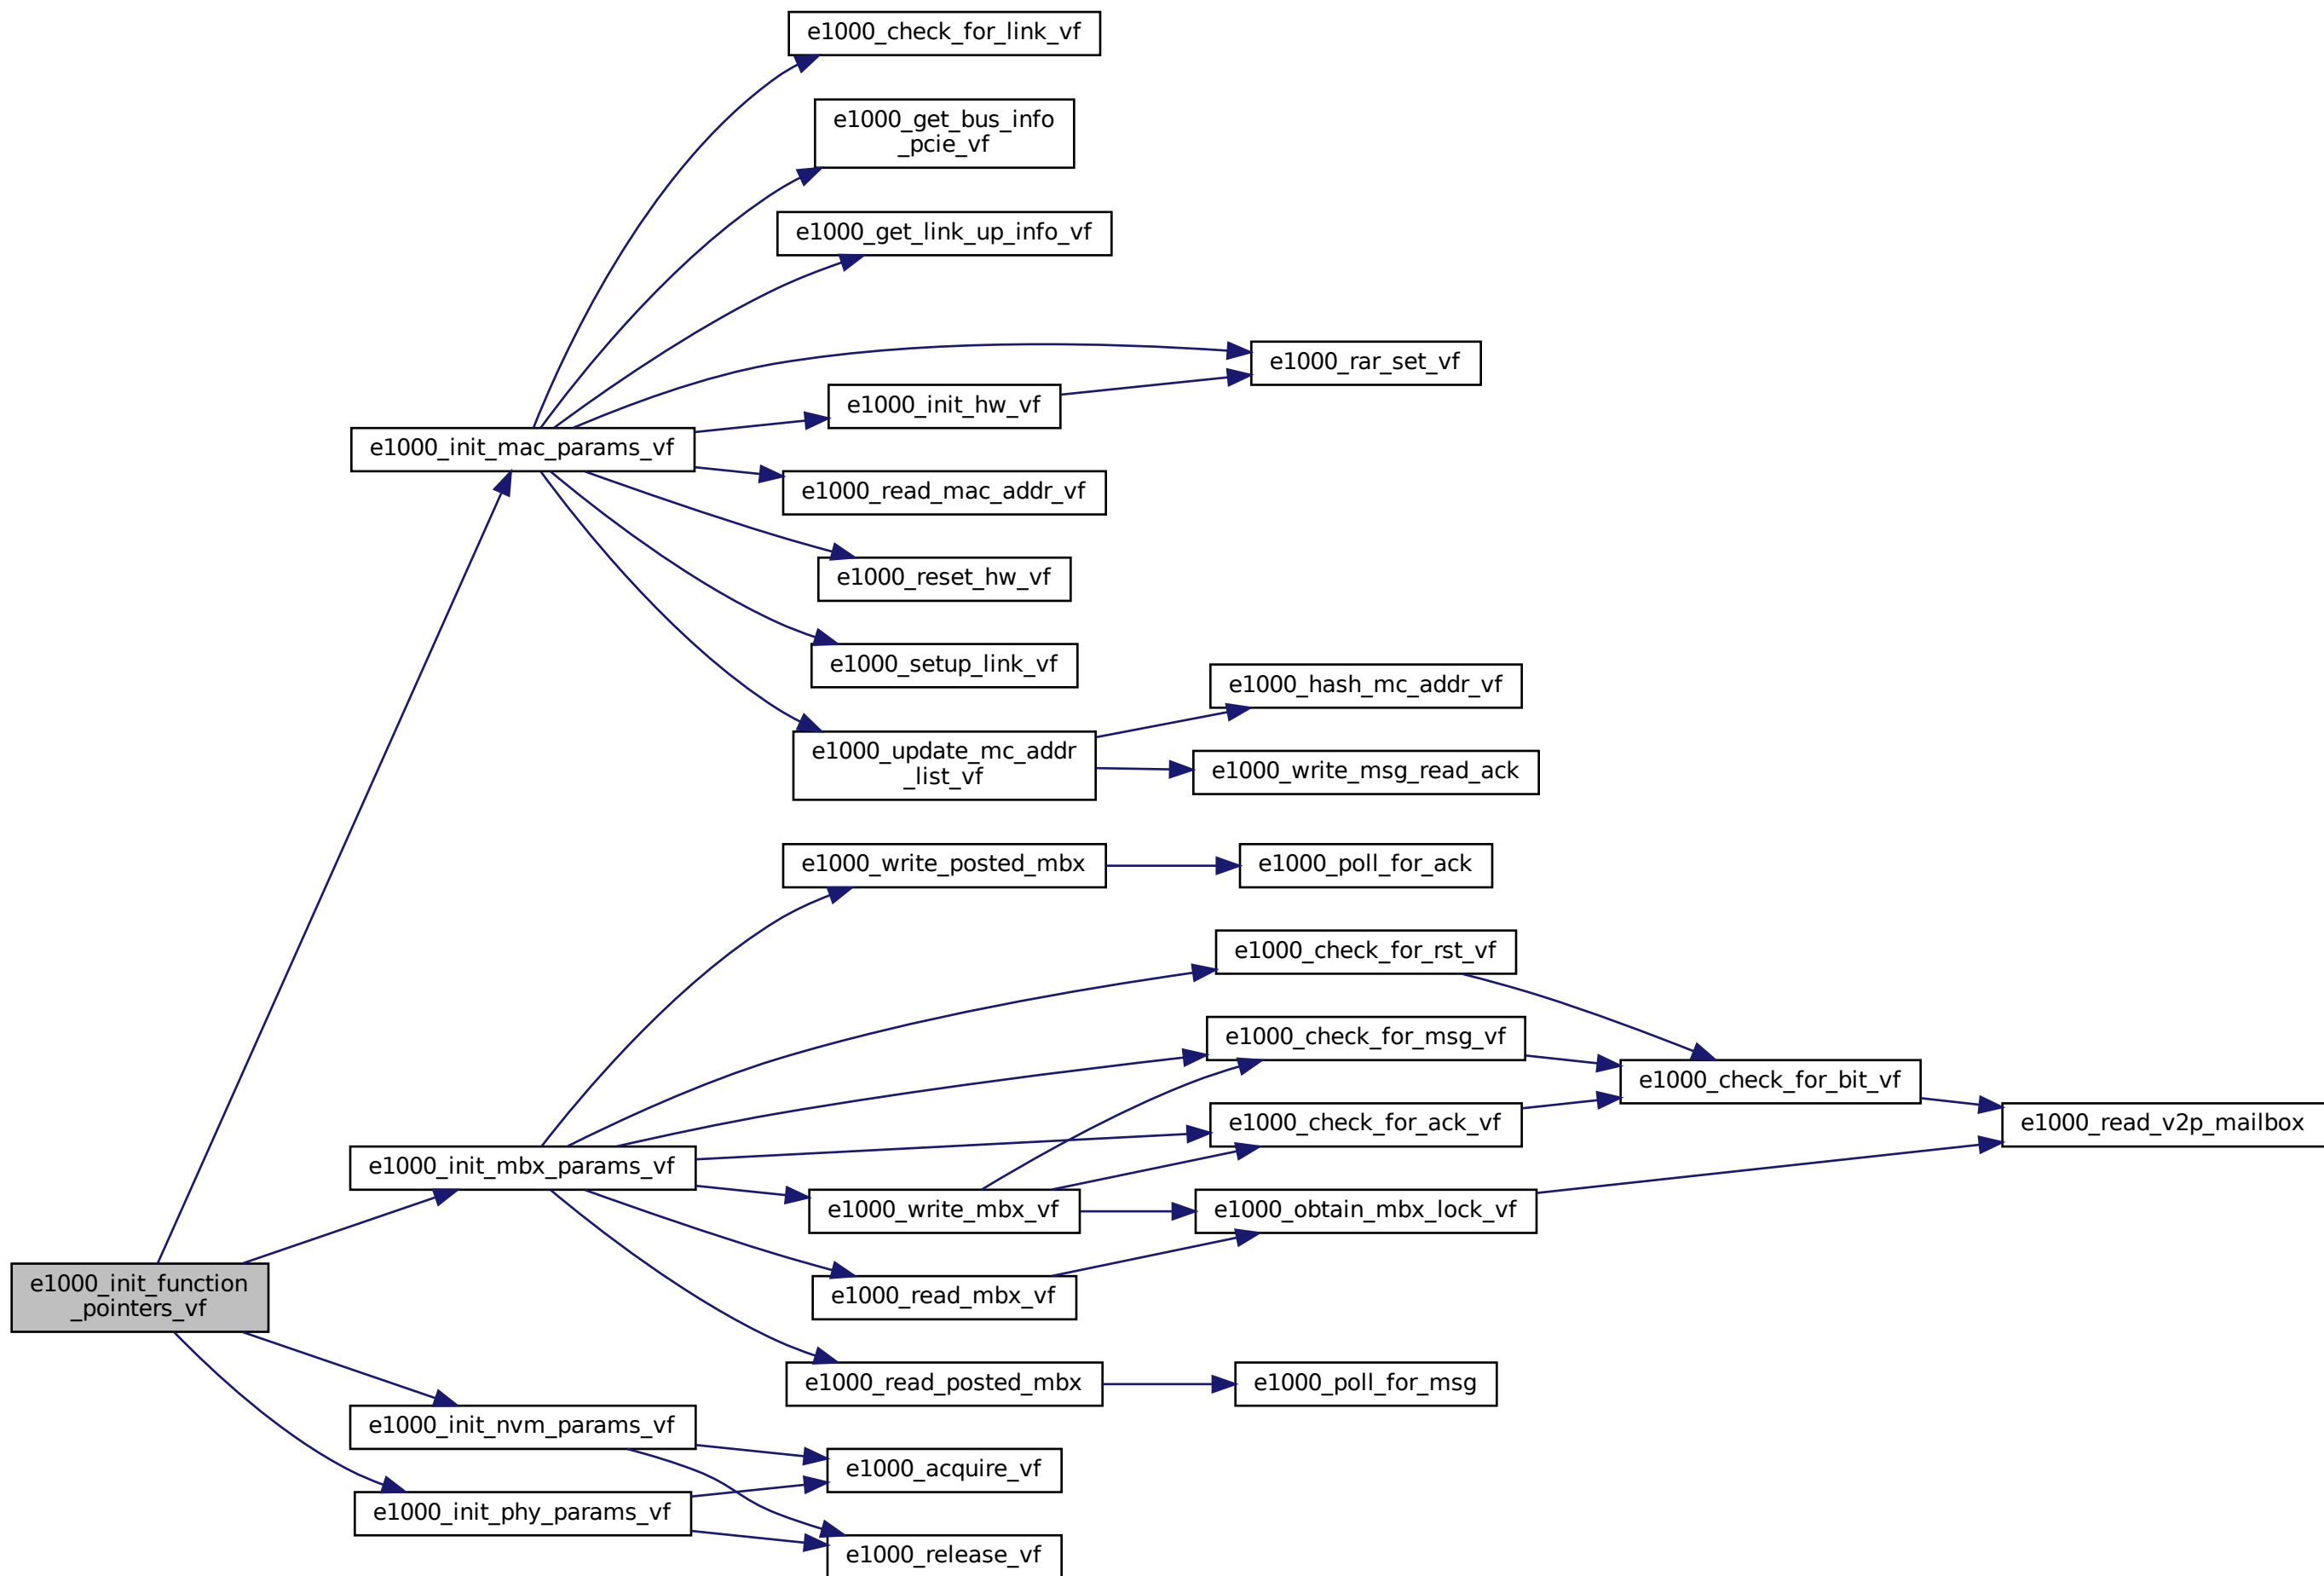 e1000_check_for_link_vf
e1000_get_bus_info
_pcie_vf
e1000_get_link_up_info_vf
e1000_rar_set_vf
e1000_init_hw_vf
e1000_init_mac_params_vf
e1000_read_mac_addr_vf
e1000_reset_hw_vf
e1000_setup_link_vf
e1000_hash_mc_addr_vf
e1000_update_mc_addr
_list_vf
e1000_write_msg_read_ack
e1000_write_posted_mbx
e1000_poll_for_ack
e1000_check_for_rst_vf
e1000_check_for_msg_vf
e1000_check_for_bit_vf
e1000_check_for_ack_vf
e1000_read_v2p_mailbox
e1000_init_mbx_params_vf
e1000_write_mbx_vf
e1000_obtain_mbx_lock_vf
e1000_init_function
_pointers_vf
e1000_read_mbx_vf
e1000_read_posted_mbx
e1000_poll_for_msg
e1000_init_nvm_params_vf
e1000_acquire_vf
e1000_init_phy_params_vf
e1000_release_vf